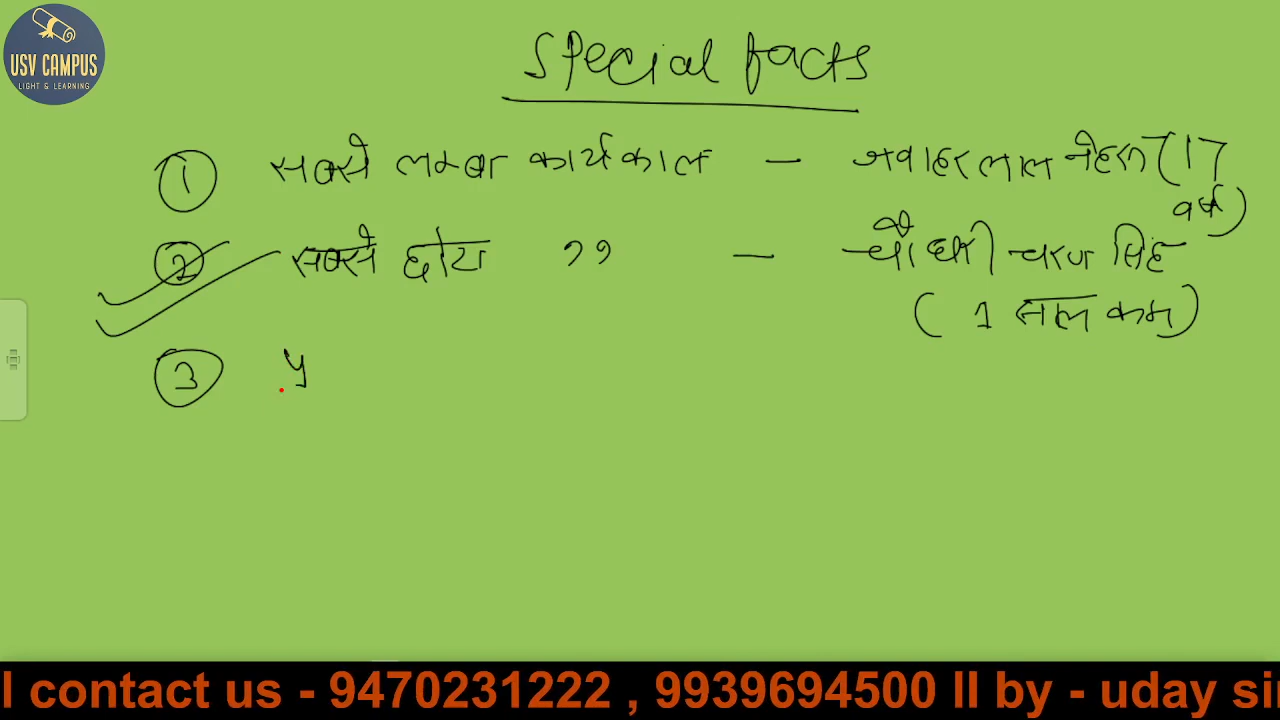 USV CAMPUS
LIGHT & LEARNING
Special facts
① सबसे लम्बा कार्यकाल - जवाहर लाल नेहरू (17 वर्ष)
② सबसे छोटा ,, - चौधरी चरण सिंह
(1 साल कम)
③
l contact us - 9470231222 , 9939694500 ll by - uday si